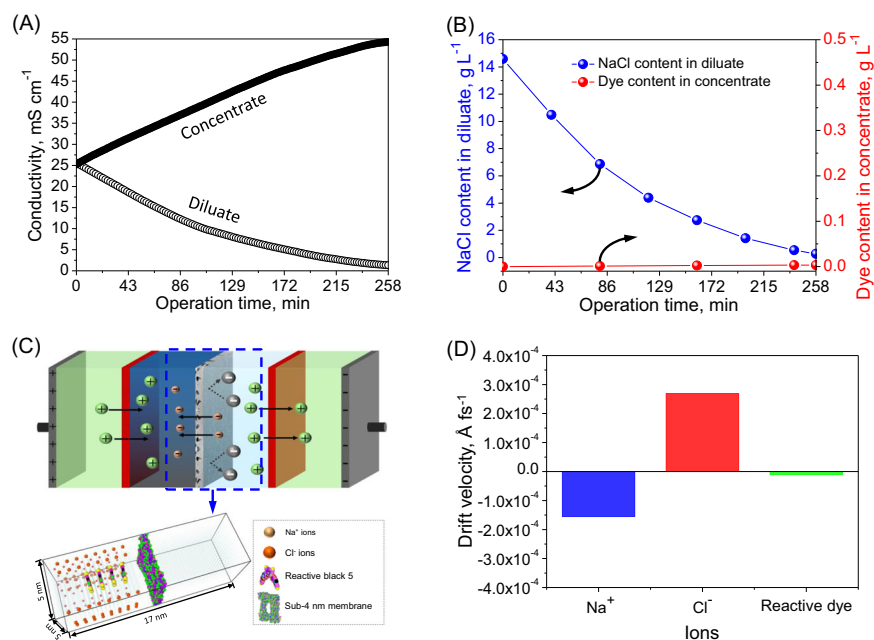 (A)
55
50
45
40
35
30
25
20
15
10
5
0
Conductivity, mS cm⁻¹
Concentrate
Diluate
0 43 86 129 172 215 258
Operation time, min
(B)
16
14
12
10
8
6
4
2
0
NaCl content in diluate, g L⁻¹
NaCl content in diluate
Dye content in concentrate
0.5
0.4
0.3
0.2
0.1
0.0
Dye content in concentrate, g L⁻¹
0 43 86 129 172 215 258
Operation time, min
(C)
5 nm
5 nm
17 nm
Na⁺ ions
Cl⁻ ions
Reactive black 5
Sub-4 nm membrane
(D)
4.0x10⁻⁴
3.0x10⁻⁴
2.0x10⁻⁴
1.0x10⁻⁴
0.0
-1.0x10⁻⁴
-2.0x10⁻⁴
-3.0x10⁻⁴
-4.0x10⁻⁴
Drift velocity, Å fs⁻¹
Na⁺ Cl⁻ Reactive dye
Ions